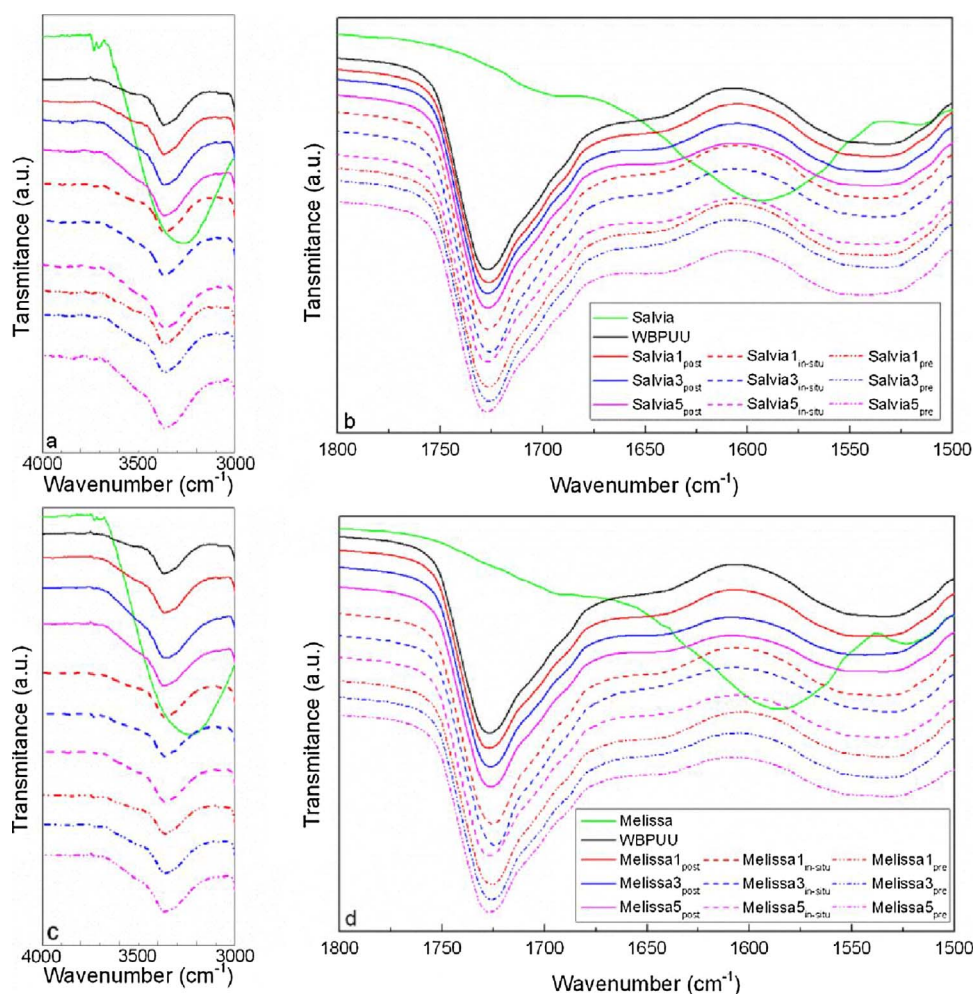 Tansmitance (a.u.)
a
4000 3500 3000
Wavenumber (cm⁻¹)
Tansmitance (a.u.)
Salvia
WBPUU
Salvia1post Salvia1in-situ Salvia1pre
Salvia3post Salvia3in-situ Salvia3pre
Salvia5post Salvia5in-situ Salvia5pre
b
1800 1750 1700 1650 1600 1550 1500
Wavenumber (cm⁻¹)
Transmitance (a.u.)
c
4000 3500 3000
Wavenumber (cm⁻¹)
Transmitance (a.u.)
Melissa
WBPUU
Melissa1post Melissa1in-situ Melissa1pre
Melissa3post Melissa3in-situ Melissa3pre
Melissa5post Melissa5in-situ Melissa5pre
d
1800 1750 1700 1650 1600 1550 1500
Wavenumber (cm⁻¹)